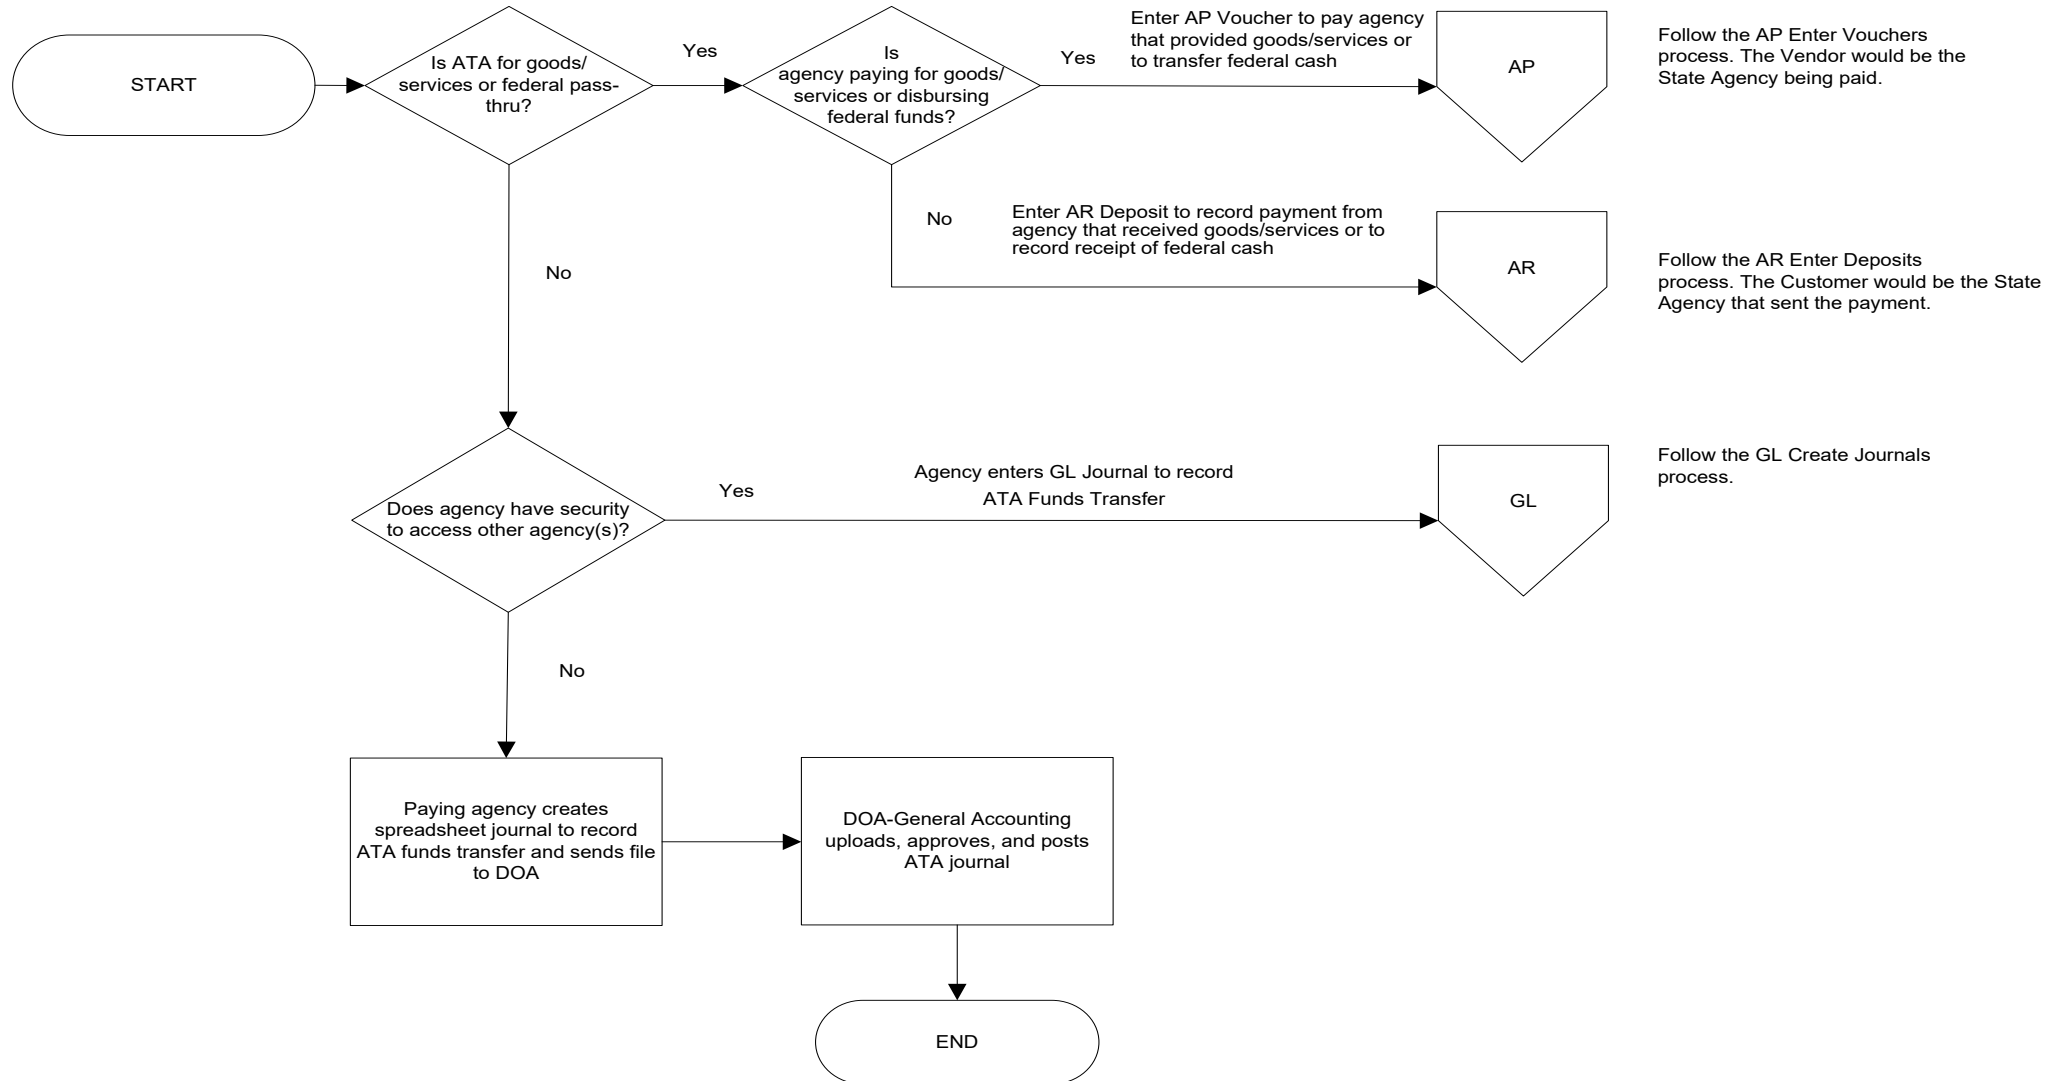 START
Is ATA for goods/
services or federal pass-
thru?
Yes
Is
agency paying for goods/
services or disbursing
federal funds?
Yes
Enter AP Voucher to pay agency
that provided goods/services or
to transfer federal cash
AP
Follow the AP Enter Vouchers
process. The Vendor would be the
State Agency being paid.
No
Enter AR Deposit to record payment from
agency that received goods/services or to
record receipt of federal cash
AR
Follow the AR Enter Deposits
process. The Customer would be the State
Agency that sent the payment.
No
Does agency have security
to access other agency(s)?
Yes
Agency enters GL Journal to record
ATA Funds Transfer
GL
Follow the GL Create Journals
process.
No
Paying agency creates
spreadsheet journal to record
ATA funds transfer and sends file
to DOA
DOA-General Accounting
uploads, approves, and posts
ATA journal
END